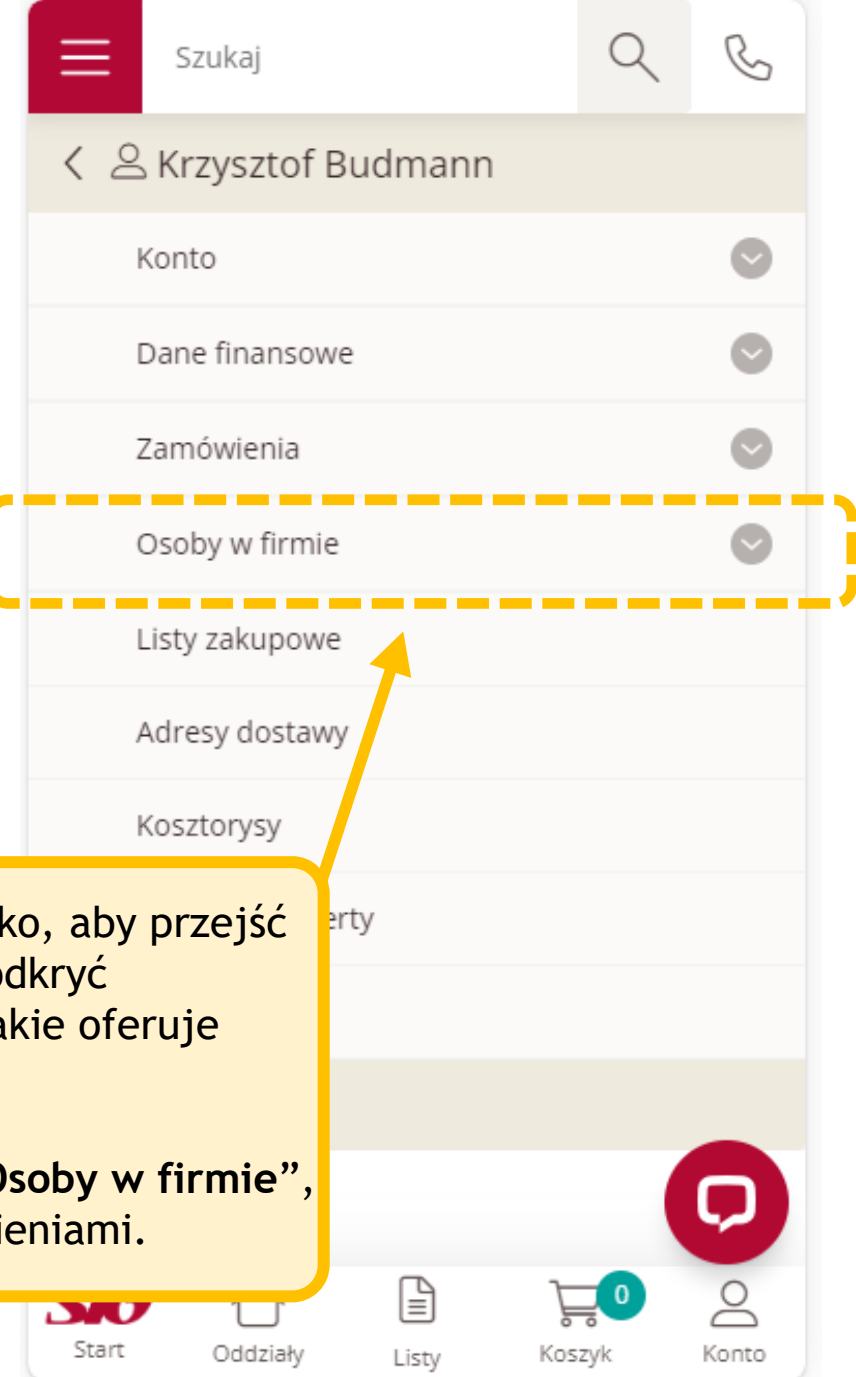 Szukaj
Krzysztof Budmann
Konto
Dane finansowe
Zamówienia
Osoby w firmie
Listy zakupowe
Adresy dostawy
Kosztorysy
erty
ko, aby przejść
odkryć
akie oferuje
Osoby w firmie”,
ieniami.
0
Start
Oddziały
Listy
Koszyk
Konto